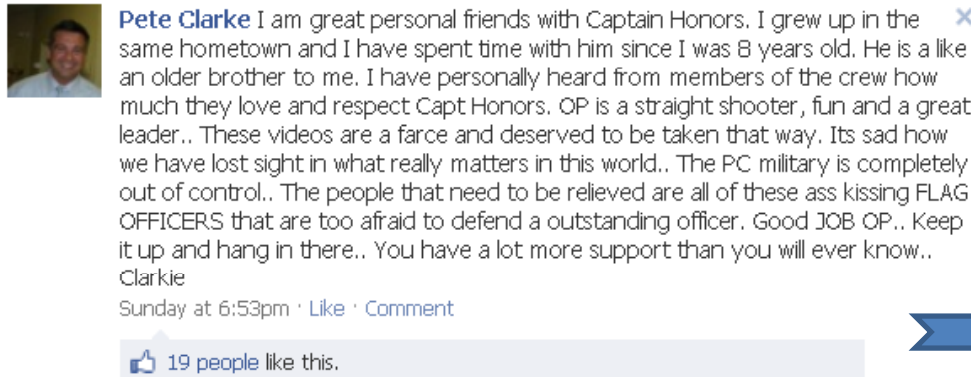 Pete Clarke I am great personal friends with Captain Honors. I grew up in the
same hometown and I have spent time with him since I was 8 years old. He is a like
an older brother to me. I have personally heard from members of the crew how
much they love and respect Capt Honors. OP is a straight shooter, fun and a great
leader.. These videos are a farce and deserved to be taken that way. Its sad how
we have lost sight in what really matters in this world.. The PC military is completely
out of control.. The people that need to be relieved are all of these ass kissing FLAG
OFFICERS that are too afraid to defend a outstanding officer. Good JOB OP.. Keep
it up and hang in there.. You have a lot more support than you will ever know..
Clarkie
Sunday at 6:53pm · Like · Comment
19 people like this.